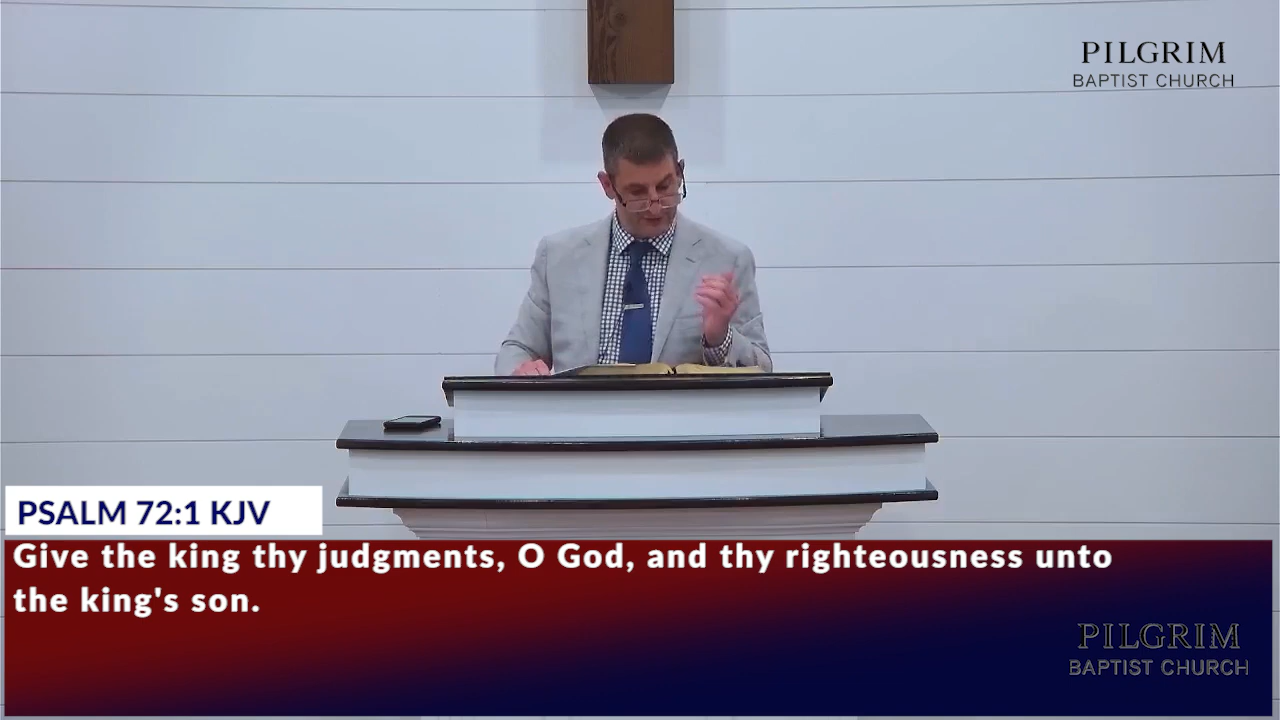 PILGRIM
BAPTIST CHURCH
PSALM 72:1 KJV
Give the king thy judgments, O God, and thy righteousness unto
the king's son.
PILGRIM
BAPTIST CHURCH